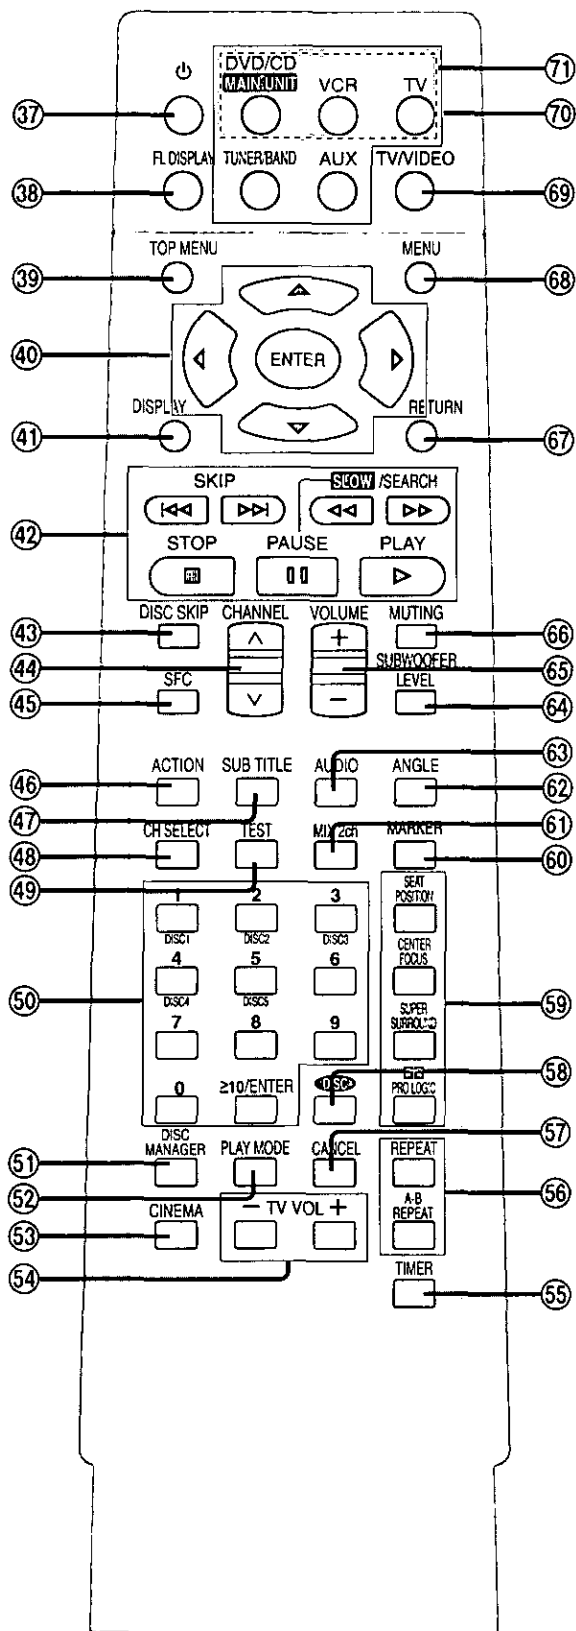 DVD/CD 71
MAIN UNIT VCR TV
37 70
FL DISPLAY TUNER/BAND AUX TV/VIDEO
38 69
TOP MENU MENU
39 68
40 ENTER
DISPLAY RETURN
41 67
SKIP SLOW /SEARCH
42 STOP PAUSE PLAY
DISC SKIP CHANNEL VOLUME MUTING
43 + 66
44 SUBWOOFER 65
SFC LEVEL
45 − 64
63
ACTION SUB TITLE AUDIO ANGLE
46 62
47 61
CH SELECT TEST MIX 2ch MARKER
48 60
49 SEAT
1 2 3 POSITION
DISC1 DISC2 DISC3 CENTER
4 5 6 FOCUS
50 59
DISC4 DISC5 SUPER
7 8 9 SURROUND
58
0 ≥10/ENTER DISC PRO LOGIC
DISC 57
MANAGER PLAY MODE CANCEL REPEAT
51
52 A-B 56
CINEMA − TV VOL + REPEAT
53
54 TIMER
55